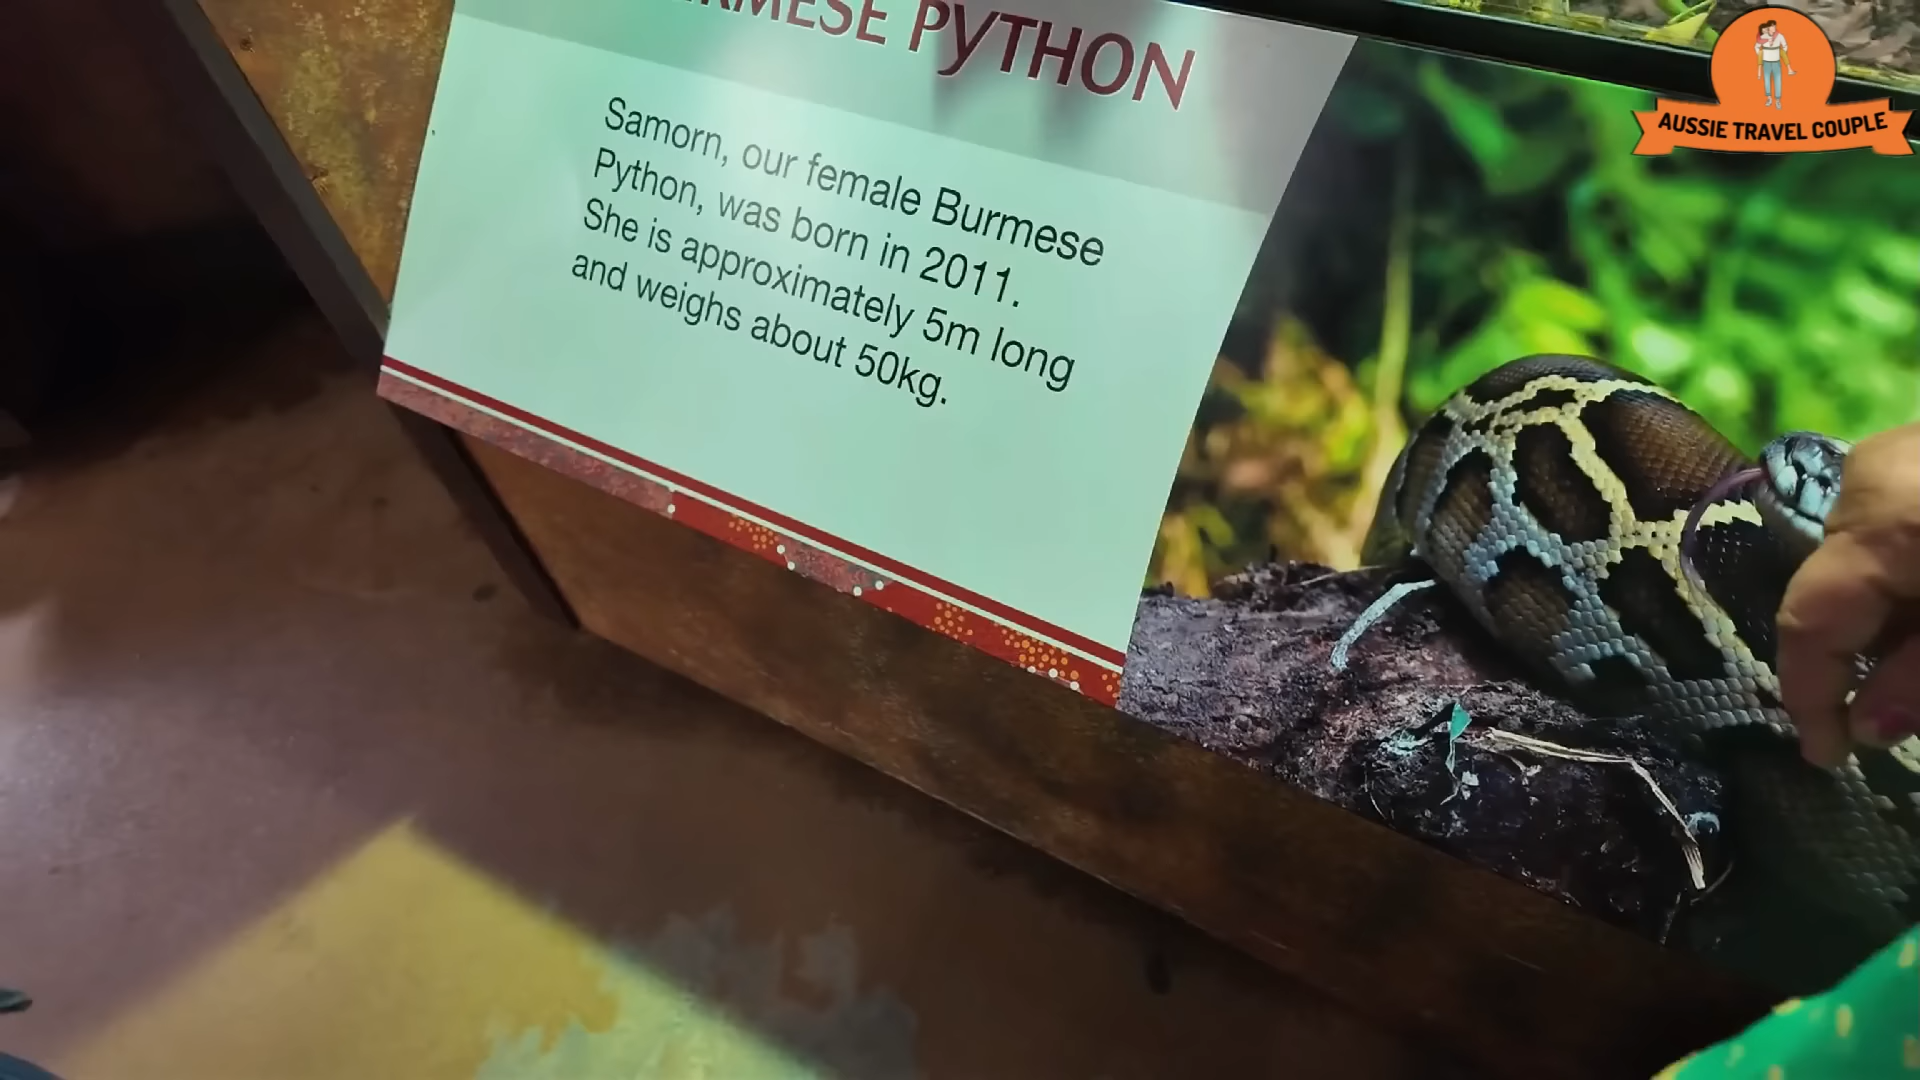 PYTHON
Samorn, our female Burmese
Python, was born in 2011.
She is approximately 5m long
and weighs about 50kg.
AUSSIE TRAVEL COUPLE